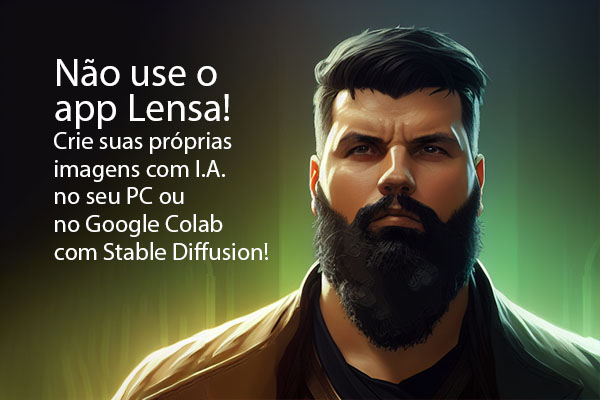 Não use o
app Lensa!
Crie suas próprias
imagens com I.A.
no seu PC ou
no Google Colab
com Stable Diffusion!